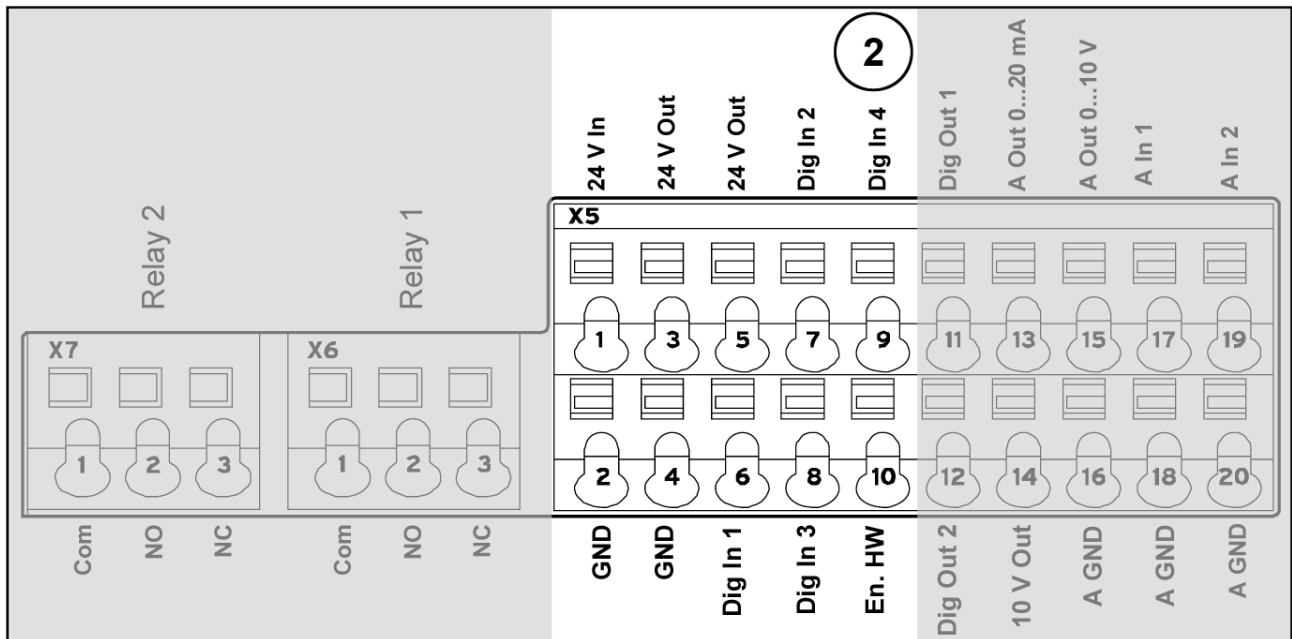 2
24 V In
24 V Out
24 V Out
Dig In 2
Dig In 4
Dig Out 1
A Out 0...20 mA
A Out 0...10 V
A In 1
A In 2
Relay 2
Relay 1
X5
1
3
5
7
9
11
13
15
17
19
X7
X6
1
2
3
1
2
3
2
4
6
8
10
12
14
16
18
20
Com
NO
NC
Com
NO
NC
GND
GND
Dig In 1
Dig In 3
En. HW
Dig Out 2
10 V Out
A GND
A GND
A GND